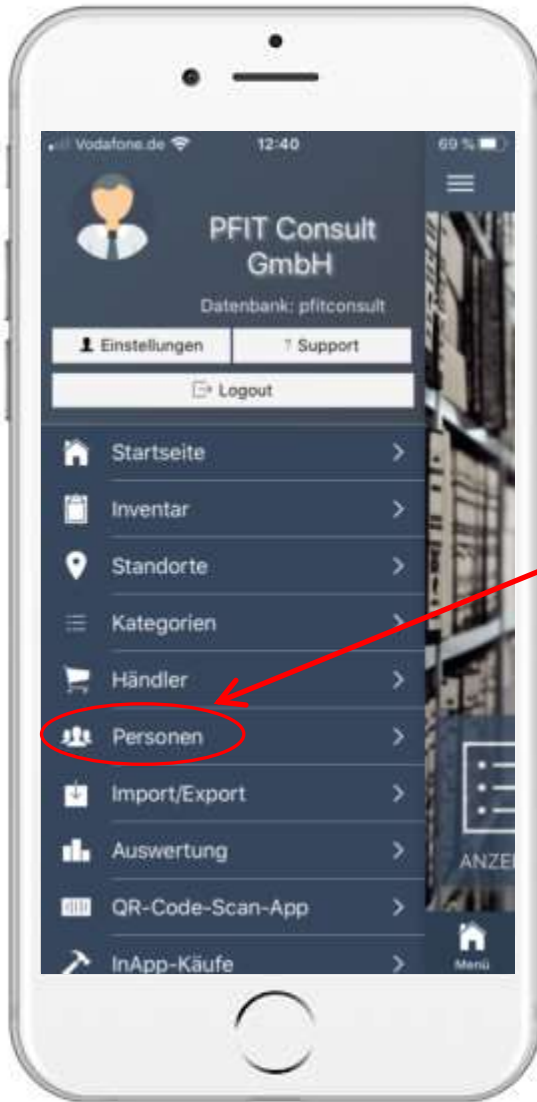 Vodafone.de 12:40 69 %
PFIT Consult
GmbH
Datenbank: pfitconsult
Einstellungen ? Support
Logout
Startseite
Inventar
Standorte
Kategorien
Händler
Personen
Import/Export
Auswertung
ANZEI
QR-Code-Scan-App
InApp-Käufe
Menü